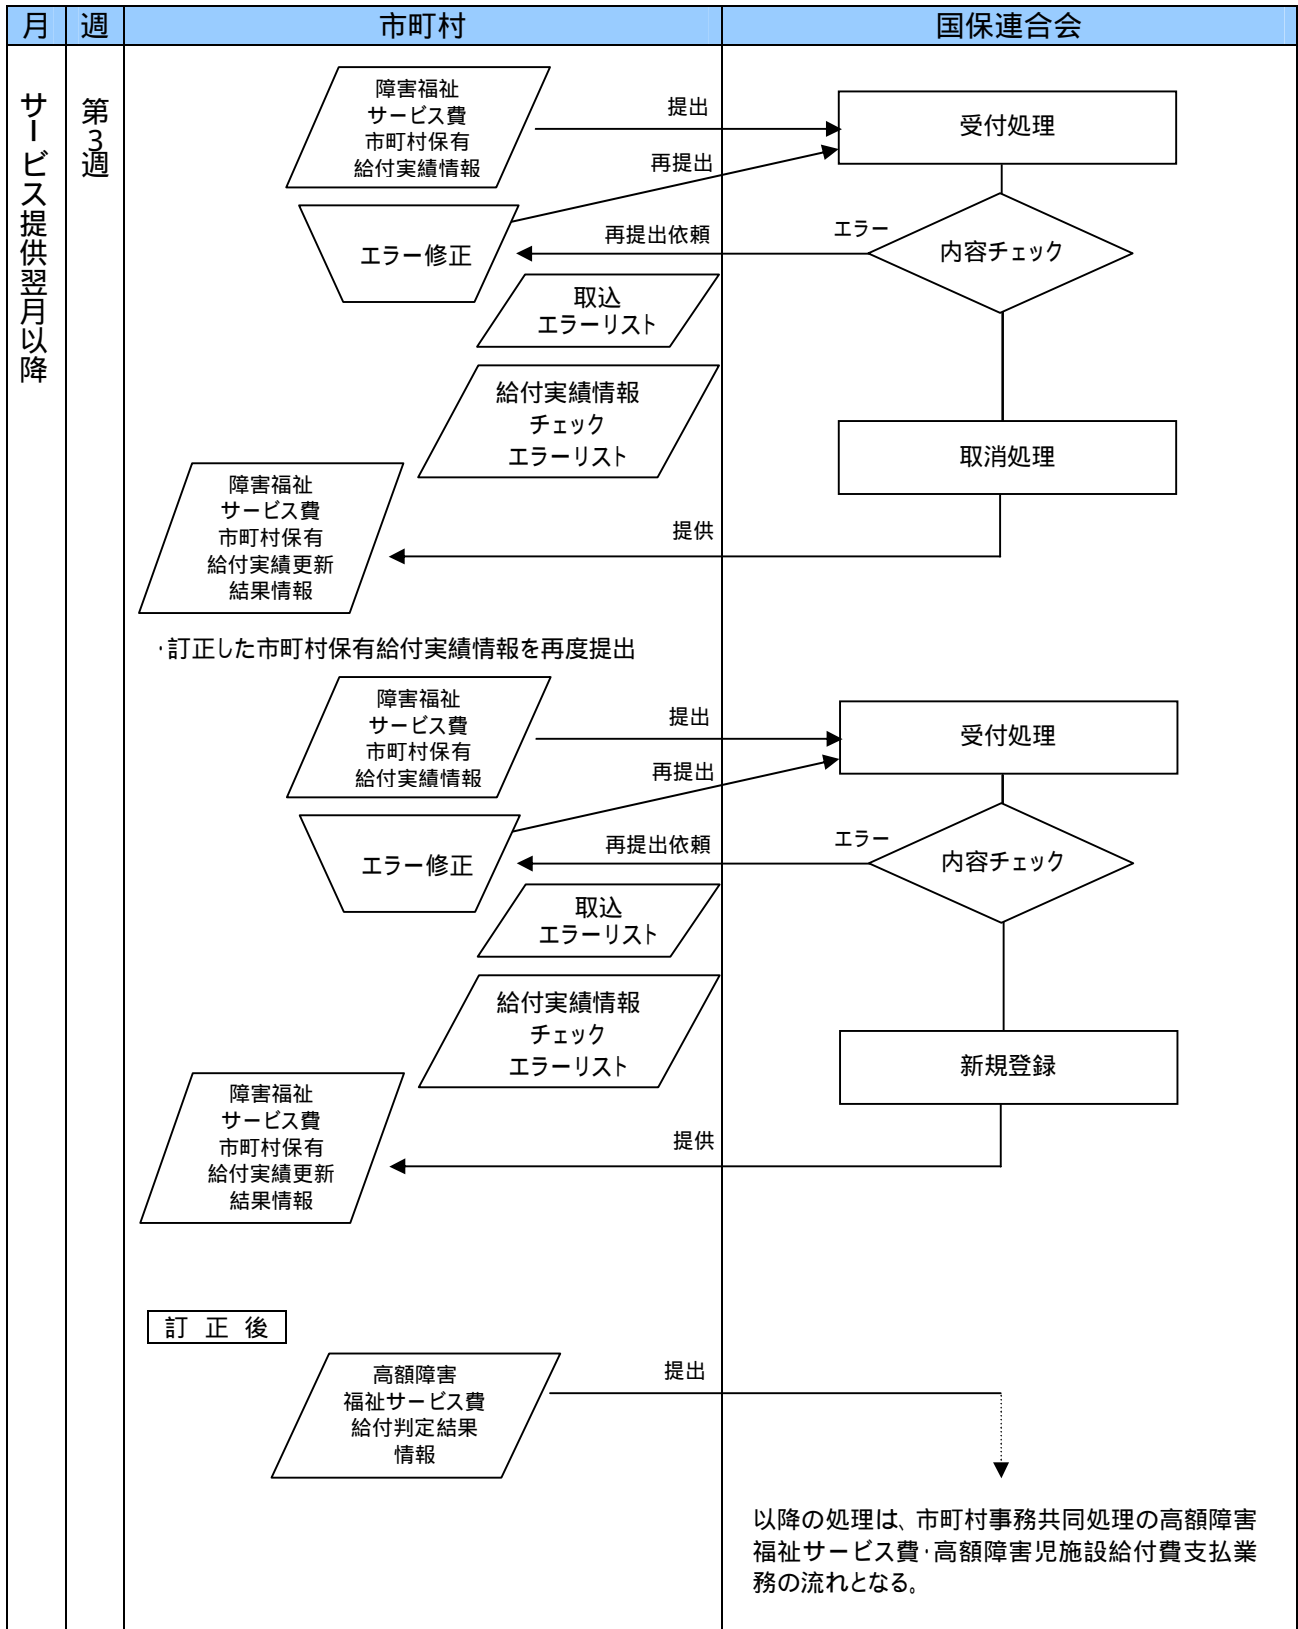 月
週
市町村
国保連合会
サービス提供翌月以降
第3週
障害福祉
サービス費
市町村保有
給付実績情報
提出
受付処理
再提出
エラー修正
再提出依頼
エラー
内容チェック
取込
エラーリスト
給付実績情報
チェック
エラーリスト
取消処理
障害福祉
サービス費
市町村保有
給付実績更新
結果情報
提供
・訂正した市町村保有給付実績情報を再度提出
障害福祉
サービス費
市町村保有
給付実績情報
提出
受付処理
再提出
エラー修正
再提出依頼
エラー
内容チェック
取込
エラーリスト
給付実績情報
チェック
エラーリスト
新規登録
障害福祉
サービス費
市町村保有
給付実績更新
結果情報
提供
訂 正 後
高額障害
福祉サービス費
給付判定結果
情報
提出
以降の処理は、市町村事務共同処理の高額障害
福祉サービス費・高額障害児施設給付費支払業
務の流れとなる。